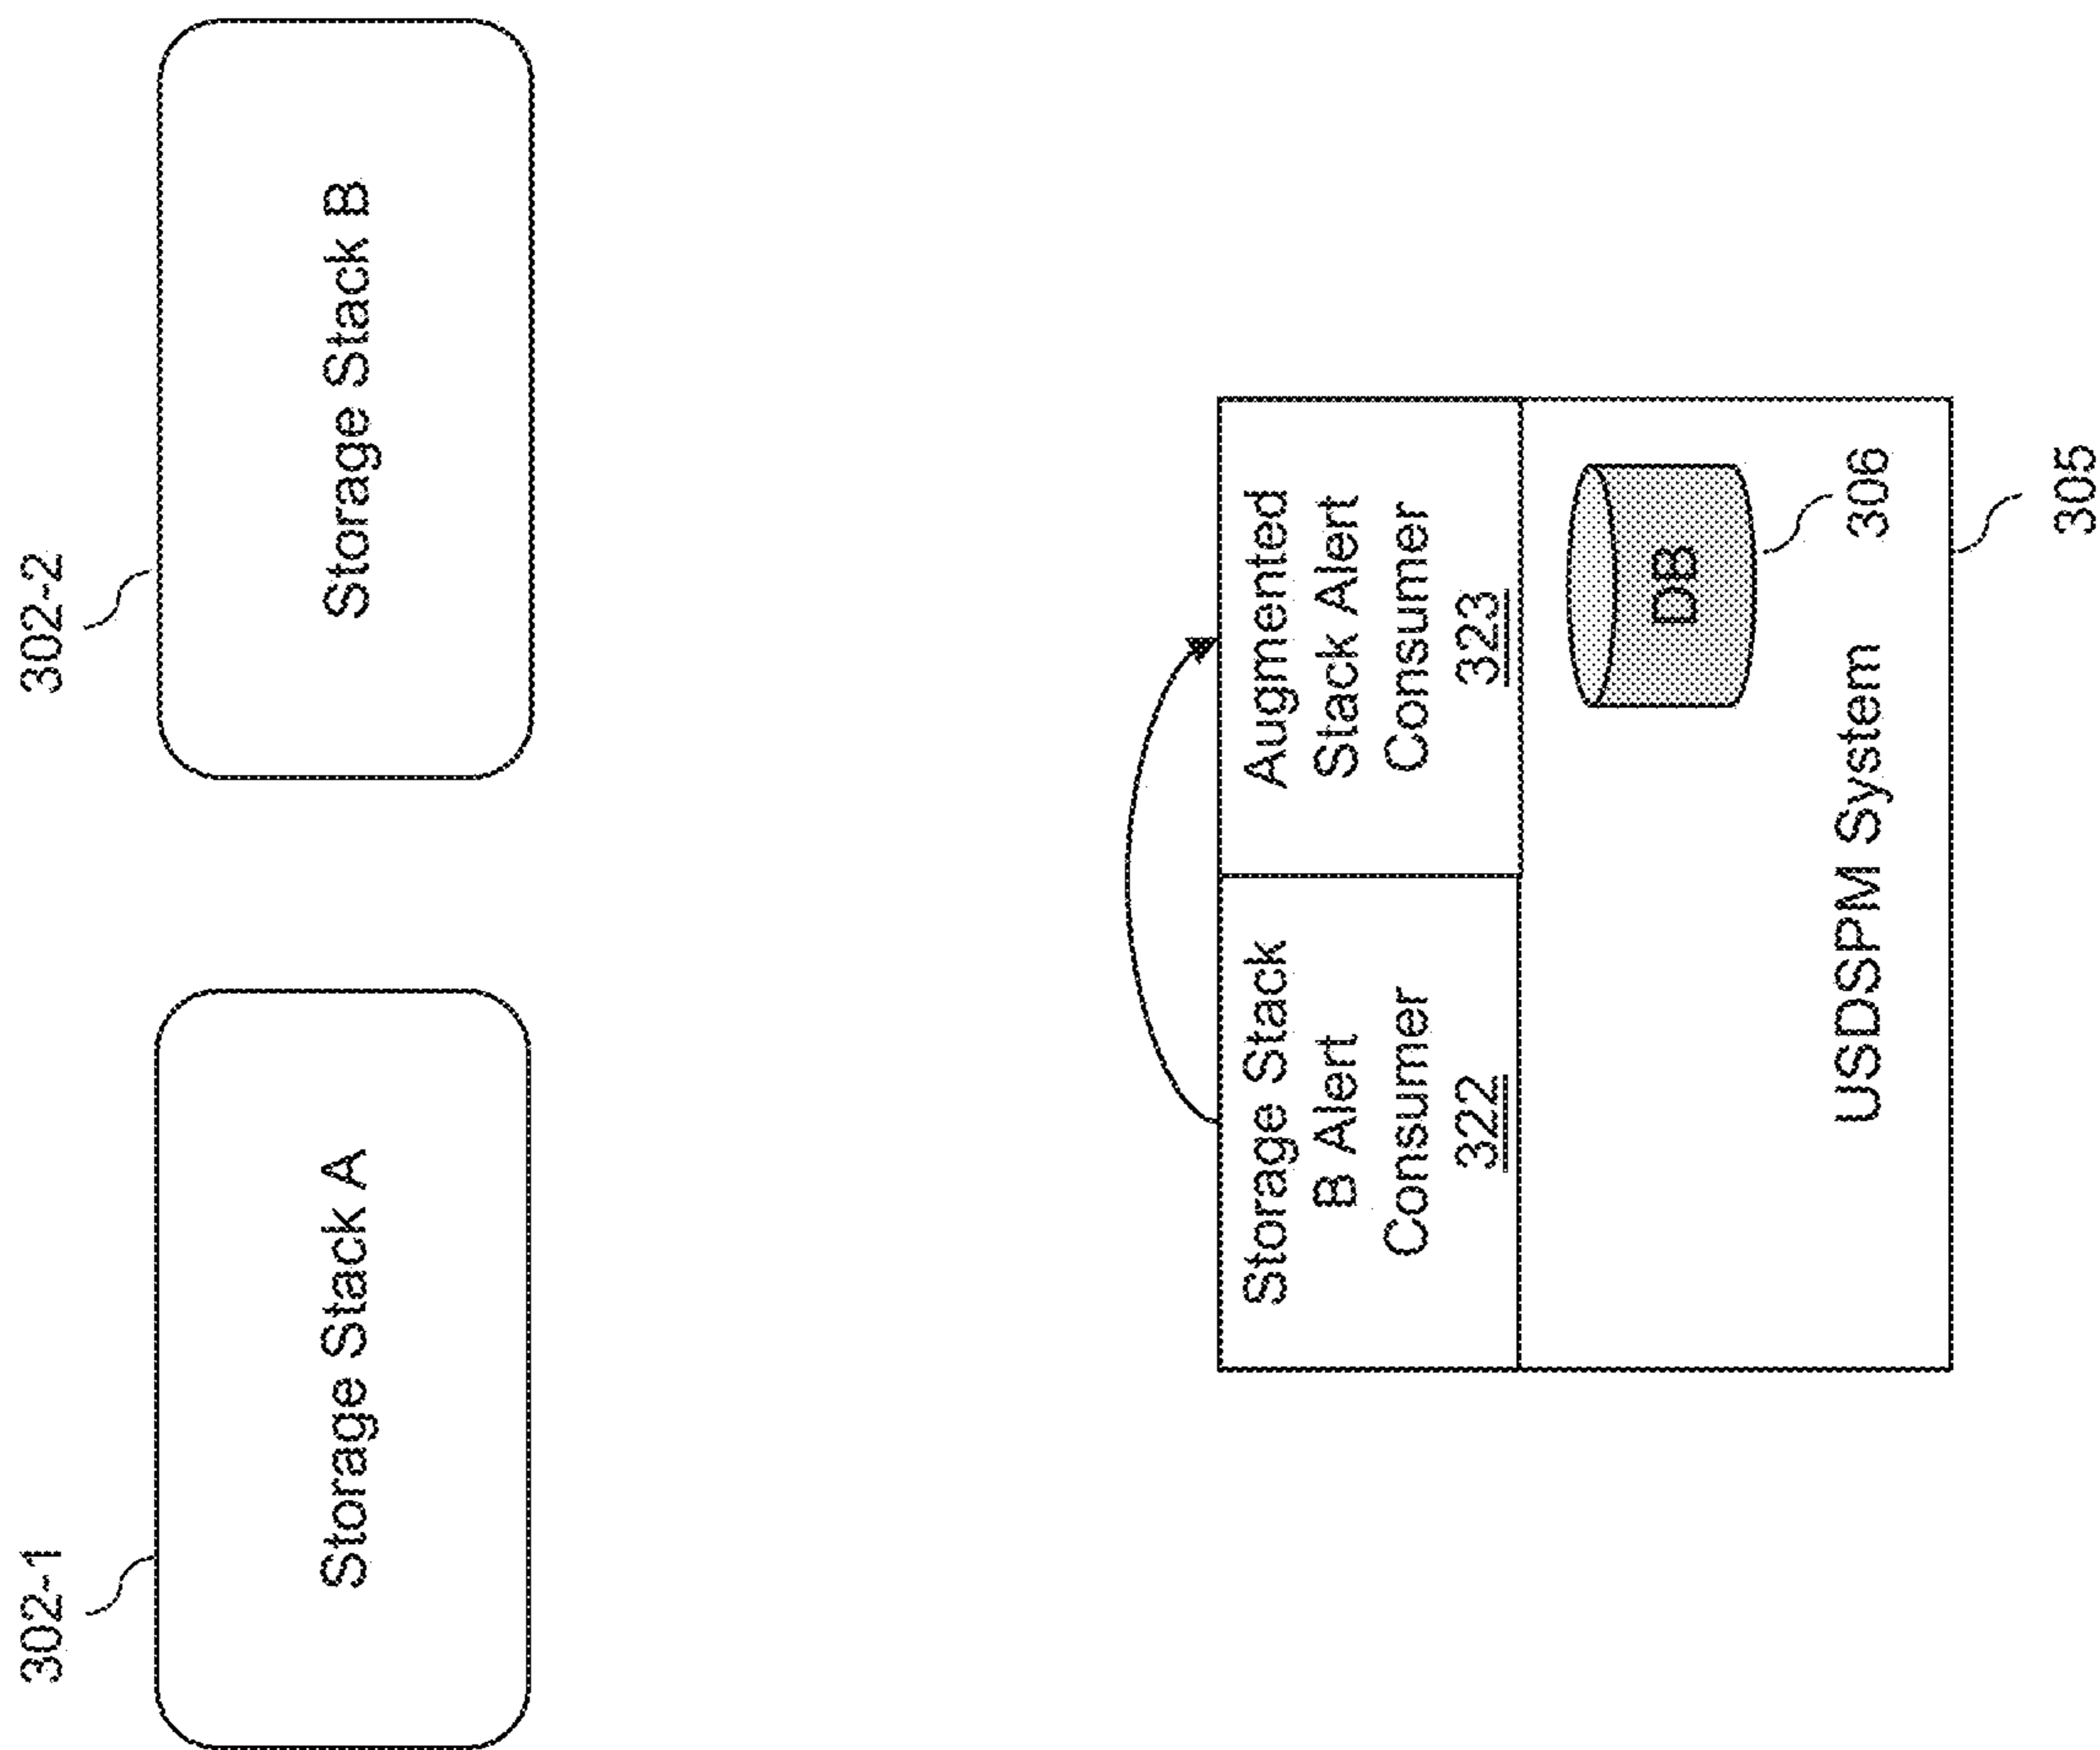 302-1
302-2
Storage Stack A
Storage Stack B
Storage Stack
B Alert
Consumer
322
Augmented
Stack Alert
Consumer
323
DB
306
USDSPM System
305